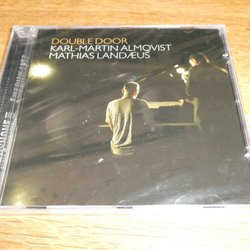 DOUBLE DOOR
KARL-MARTIN ALMQVIST
MATHIAS LANDÆUS